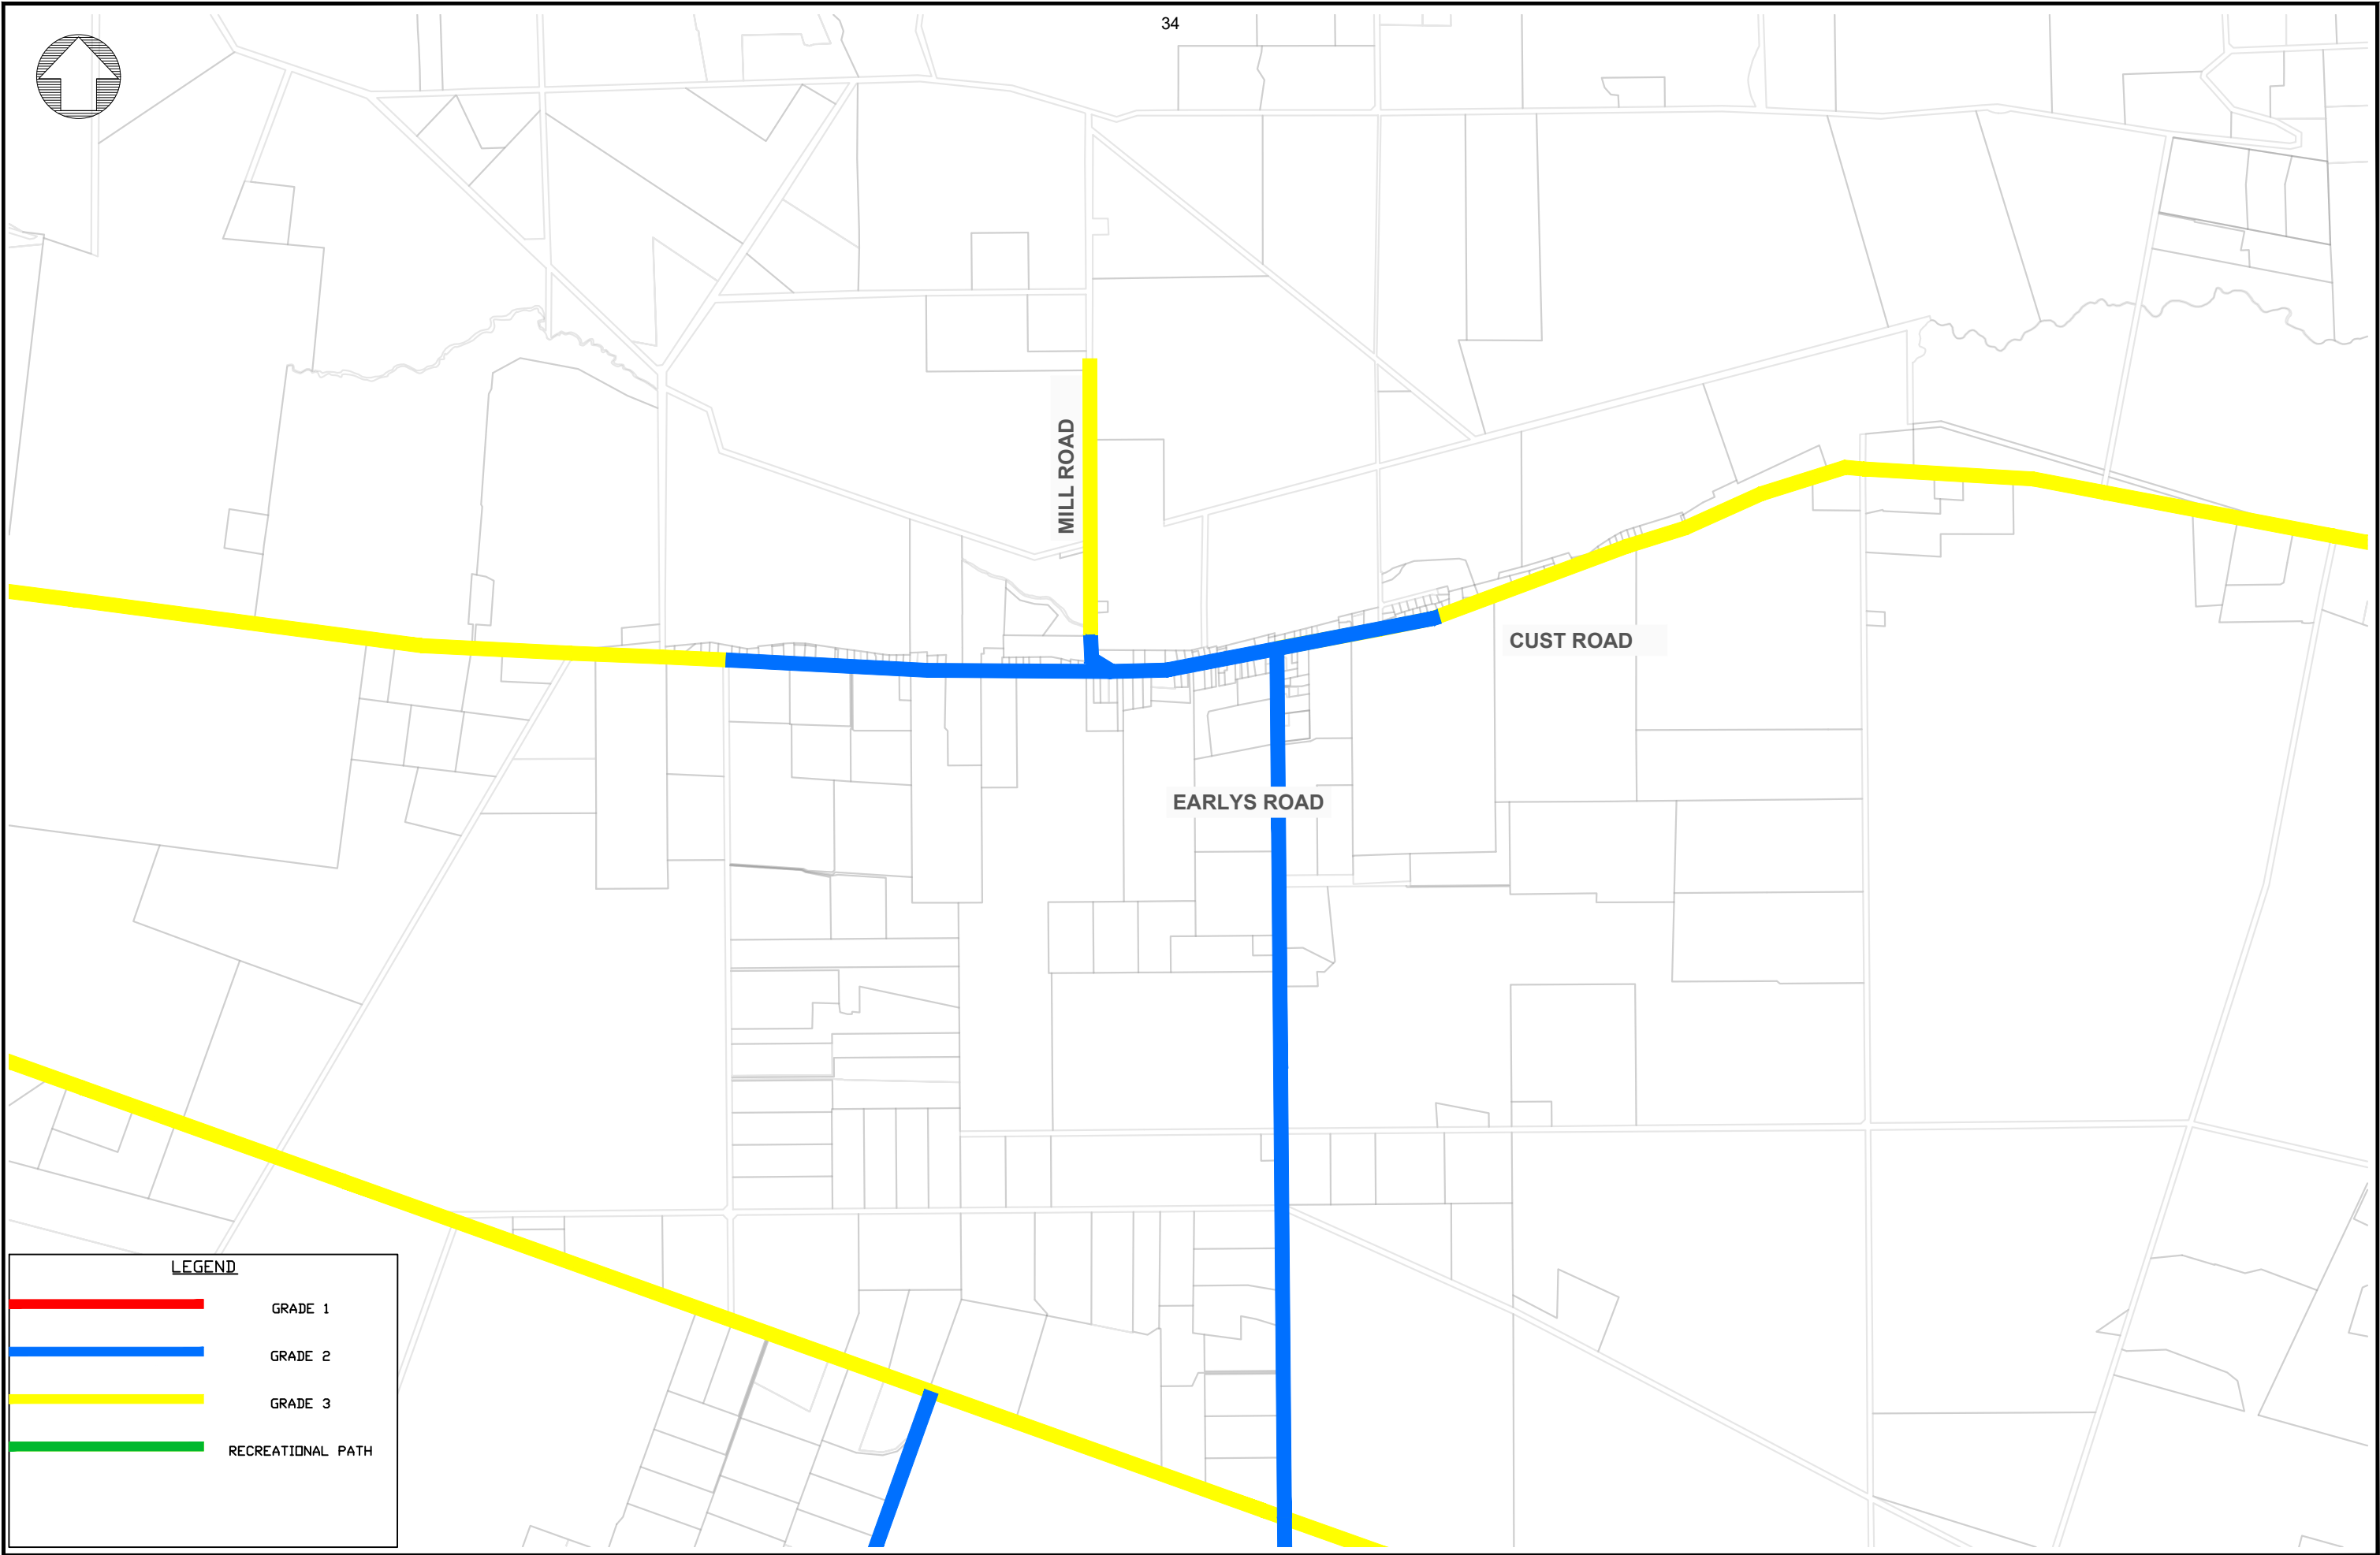 34
MILL ROAD
CUST ROAD
EARLYS ROAD
LEGEND
GRADE 1
GRADE 2
GRADE 3
RECREATIONAL PATH